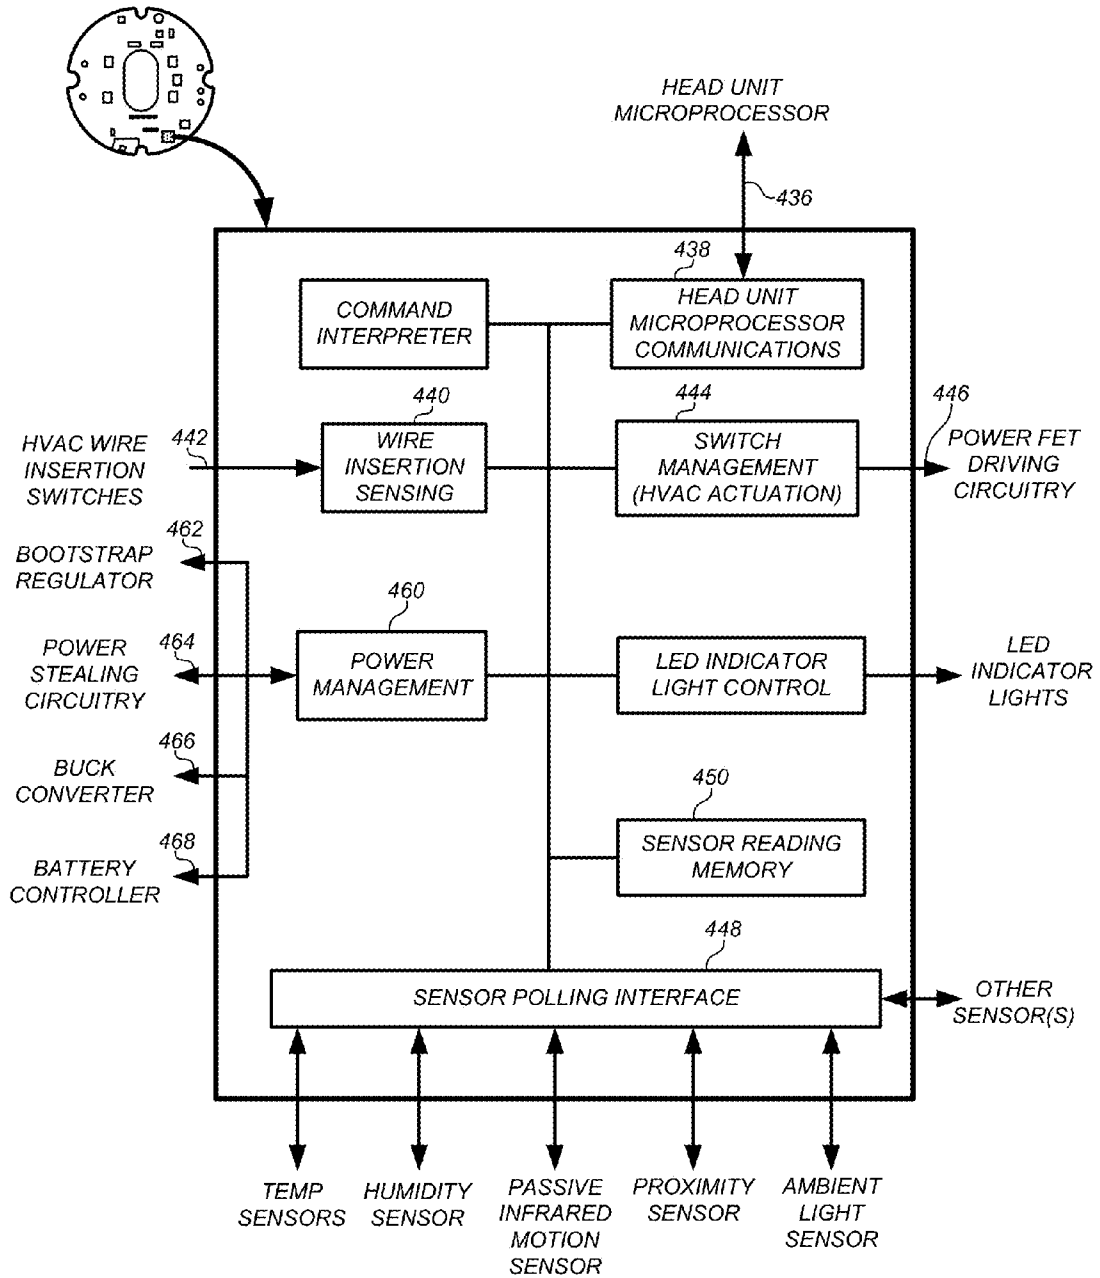 HEAD UNIT
MICROPROCESSOR
436
438
COMMAND
INTERPRETER
HEAD UNIT
MICROPROCESSOR
COMMUNICATIONS
440
444
446
HVAC WIRE
INSERTION
SWITCHES
442
WIRE
INSERTION
SENSING
SWITCH
MANAGEMENT
(HVAC ACTUATION)
POWER FET
DRIVING
CIRCUITRY
462
BOOTSTRAP
REGULATOR
460
464
POWER
STEALING
CIRCUITRY
POWER
MANAGEMENT
LED INDICATOR
LIGHT CONTROL
LED
INDICATOR
LIGHTS
466
BUCK
CONVERTER
450
SENSOR READING
MEMORY
468
BATTERY
CONTROLLER
448
SENSOR POLLING INTERFACE
OTHER
SENSOR(S)
TEMP
SENSORS
HUMIDITY
SENSOR
PASSIVE
INFRARED
MOTION
SENSOR
PROXIMITY
SENSOR
AMBIENT
LIGHT
SENSOR